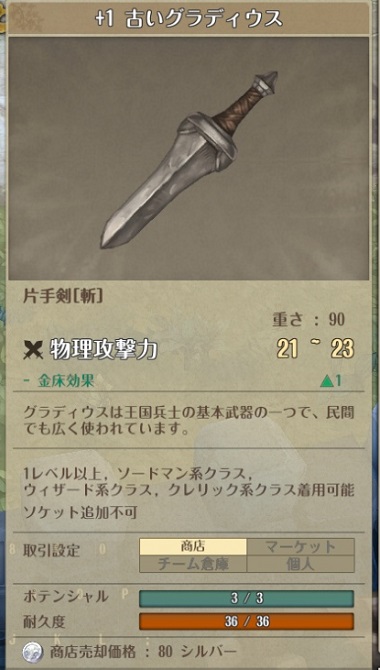 +1 古いグラディウス
片手剣[斬]
重さ : 90
物理攻撃力 21 ~ 23
- 金床効果 ▲1
グラディウスは王国兵士の基本武器の一つで、民間
でも広く使われています。
1レベル以上, ソードマン系クラス,
ウィザード系クラス, クレリック系クラス着用可能
ソケット追加不可
取引設定 商店 マーケット
チーム倉庫 個人
ポテンシャル 3 / 3
耐久度 36 / 36
商店売却価格 : 80 シルバー